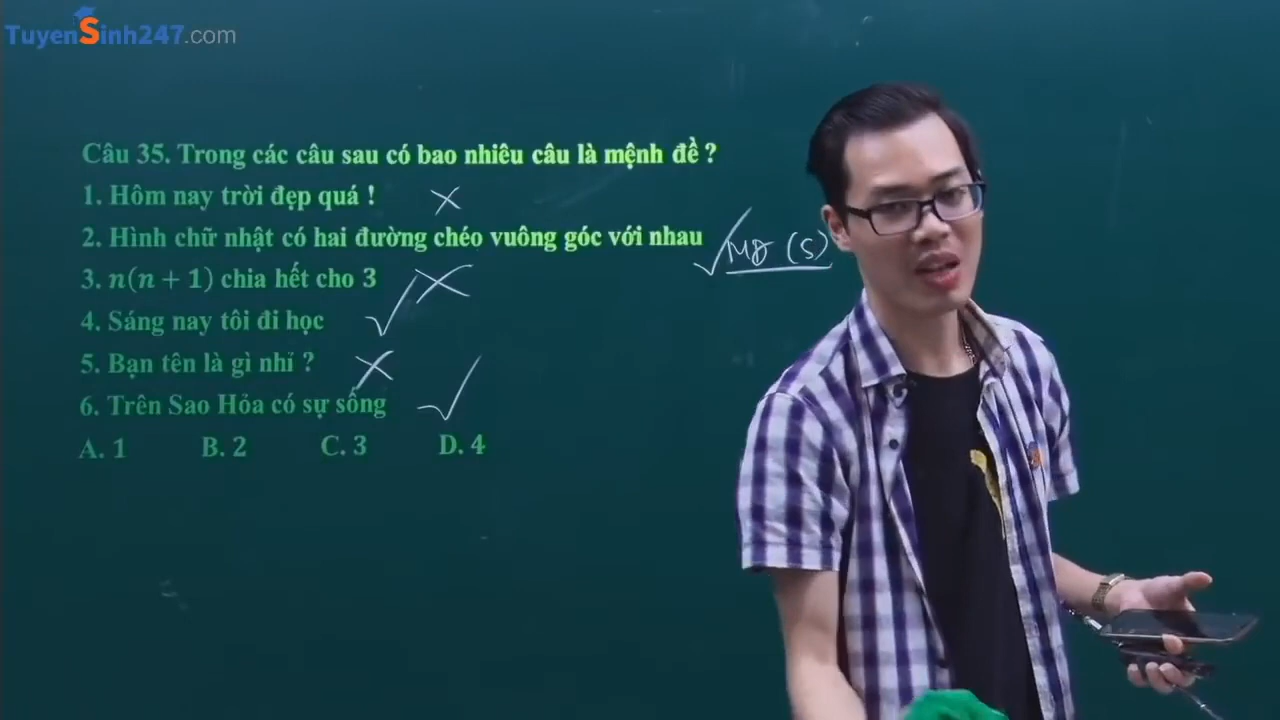 TuyenSinh247.com
Câu 35. Trong các câu sau có bao nhiêu câu là mệnh đề ?
1. Hôm nay trời đẹp quá !
2. Hình chữ nhật có hai đường chéo vuông góc với nhau MĐ (S)
3. n(n + 1) chia hết cho 3
4. Sáng nay tôi đi học
5. Bạn tên là gì nhỉ ?
6. Trên Sao Hỏa có sự sống
A. 1 B. 2 C. 3 D. 4